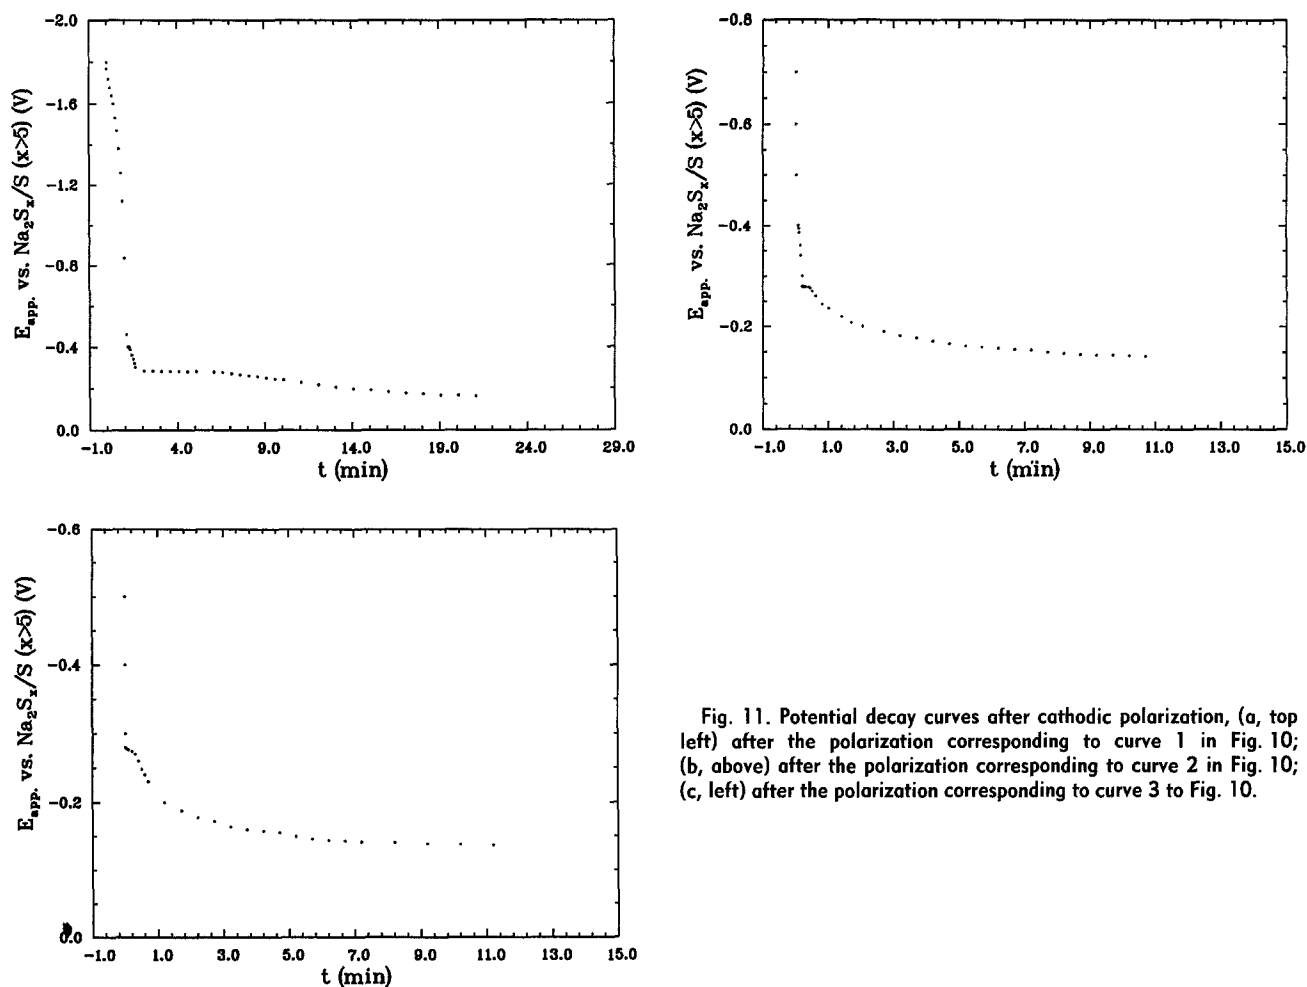 -2.0
-1.6
-1.2
-0.8
-0.4
0.0
E_app. vs. Na₂Sₓ/S (x>5) (V)
-1.0 4.0 9.0 14.0 19.0 24.0 29.0
t (min)
-0.8
-0.6
-0.4
-0.2
0.0
E_app. vs. Na₂Sₓ/S (x>5) (V)
-1.0 1.0 3.0 5.0 7.0 9.0 11.0 13.0 15.0
t (min)
-0.6
-0.4
-0.2
0.0
E_app. vs. Na₂Sₓ/S (x>5) (V)
-1.0 1.0 3.0 5.0 7.0 9.0 11.0 13.0 15.0
t (min)
Fig. 11. Potential decay curves after cathodic polarization, (a, top
left) after the polarization corresponding to curve 1 in Fig. 10;
(b, above) after the polarization corresponding to curve 2 in Fig. 10;
(c, left) after the polarization corresponding to curve 3 to Fig. 10.